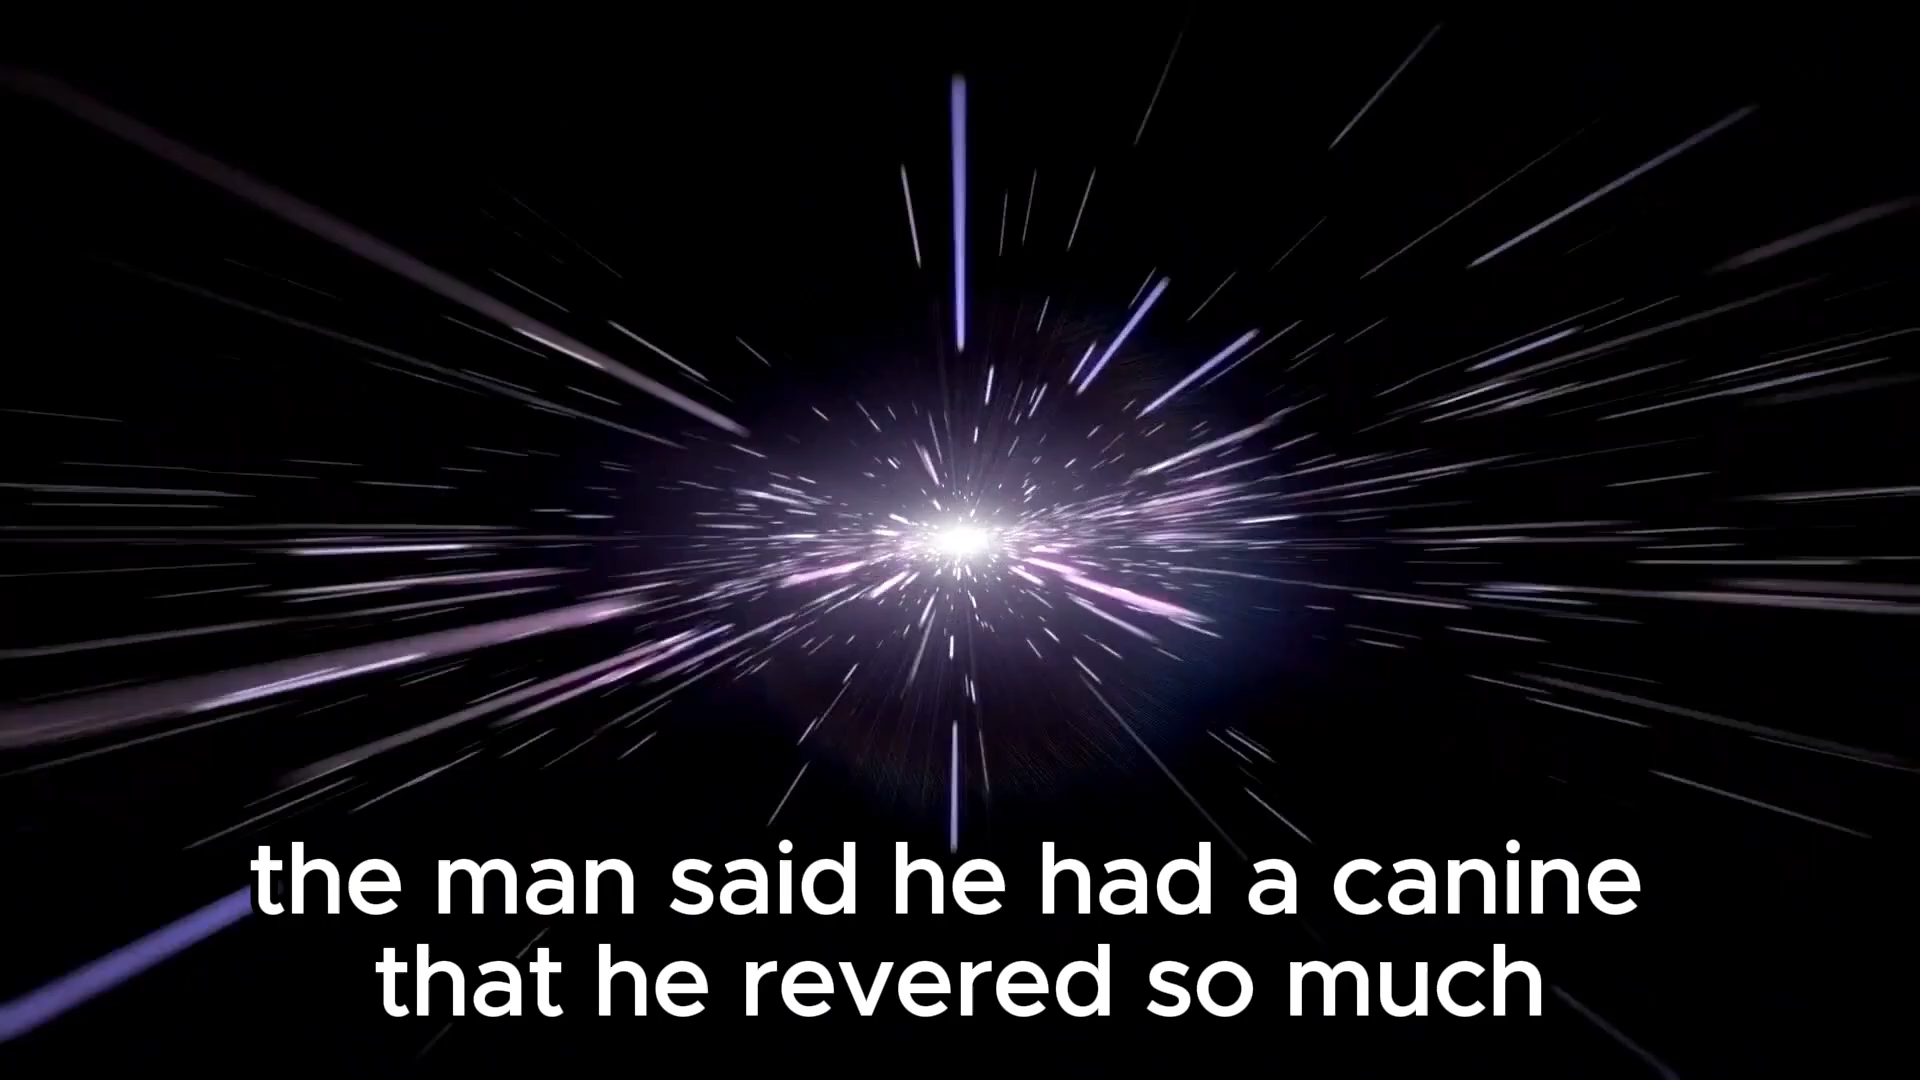 the man said he had a canine
that he revered so much